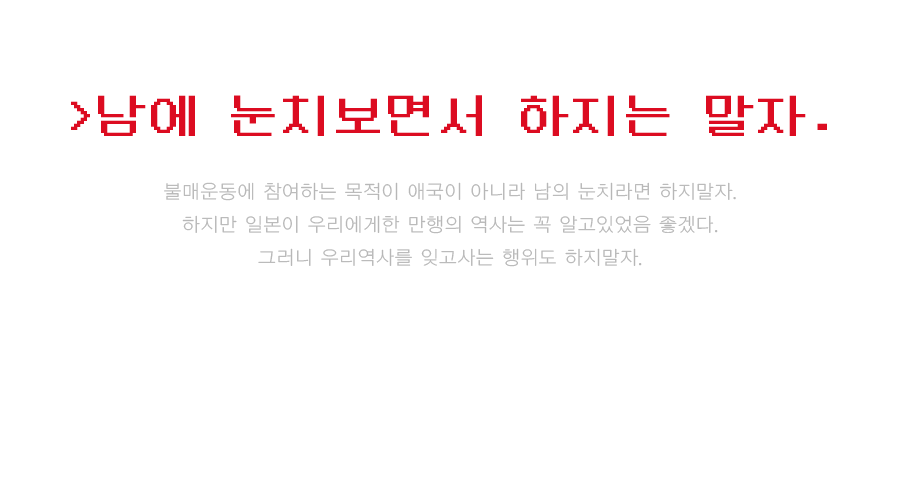 >남에 눈치보면서 하지는 말자.
불매운동에 참여하는 목적이 애국이 아니라 남의 눈치라면 하지말자.
하지만 일본이 우리에게한 만행의 역사는 꼭 알고있었음 좋겠다.
그러니 우리역사를 잊고사는 행위도 하지말자.